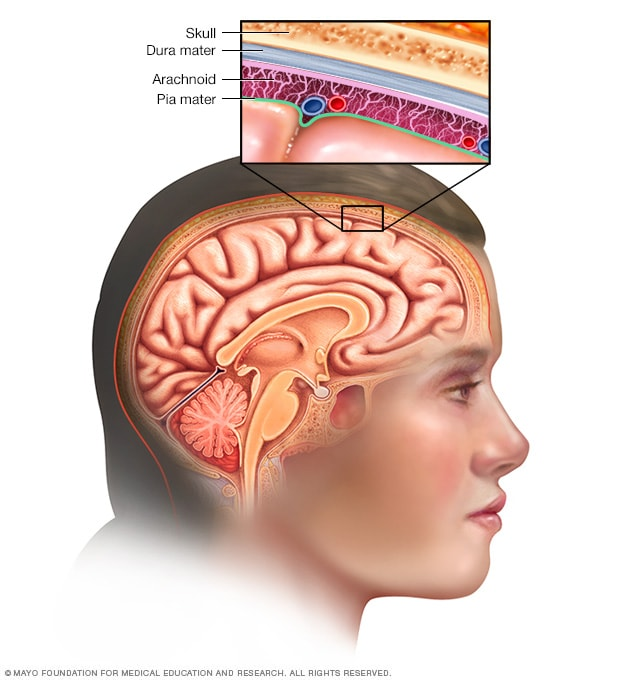 Skull
Dura mater
Arachnoid
Pia mater
© MAYO FOUNDATION FOR MEDICAL EDUCATION AND RESEARCH. ALL RIGHTS RESERVED.